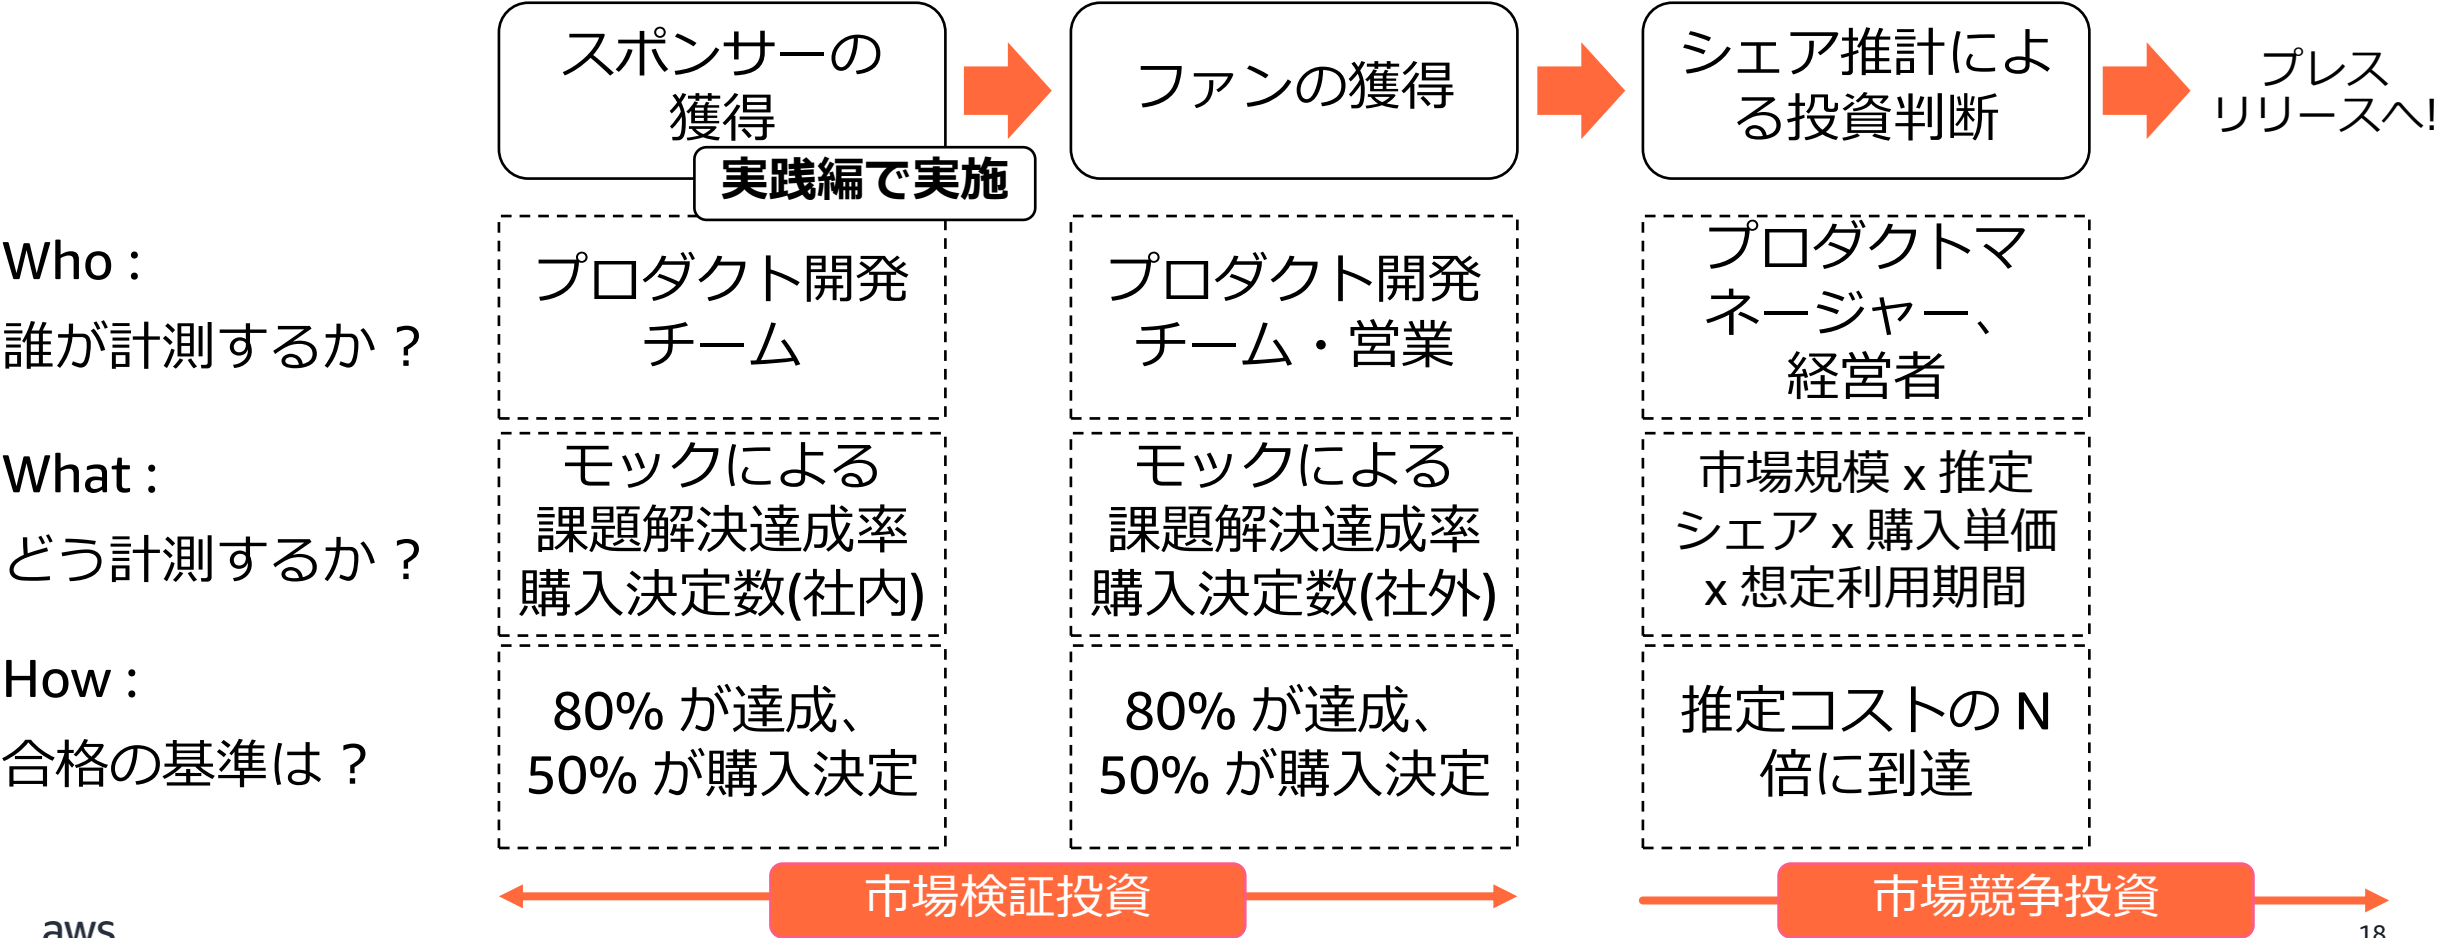 スポンサーの
獲得
実践編で実施
ファンの獲得
シェア推計によ
る投資判断
プレス
リリースへ!
Who :
誰が計測するか？
プロダクト開発
チーム
プロダクト開発
チーム・営業
プロダクトマ
ネージャー、
経営者
What :
どう計測するか？
モックによる
課題解決達成率
購入決定数(社内)
モックによる
課題解決達成率
購入決定数(社外)
市場規模 x 推定
シェア x 購入単価
x 想定利用期間
How :
合格の基準は？
80% が達成、
50% が購入決定
80% が達成、
50% が購入決定
推定コストの N
倍に到達
市場検証投資
市場競争投資
aws
18